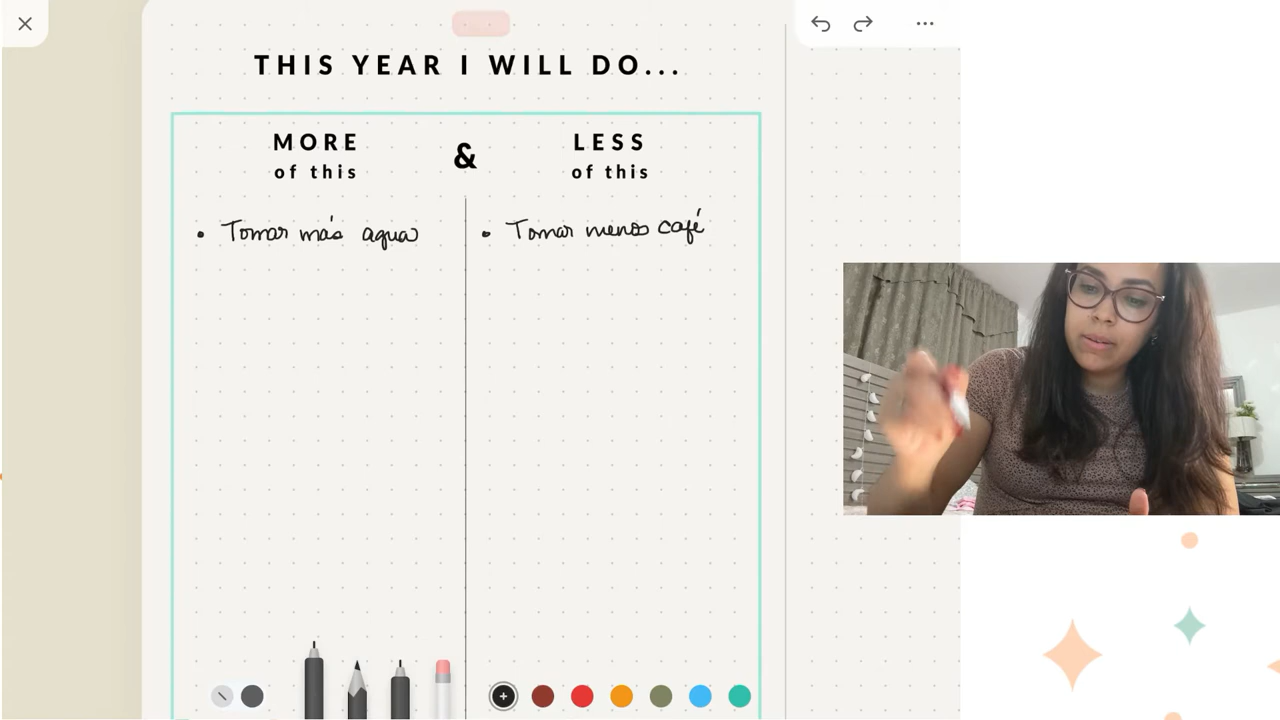 THIS YEAR I WILL DO...
MORE & LESS
of this of this
• Tomar más agua • Tomar menos café